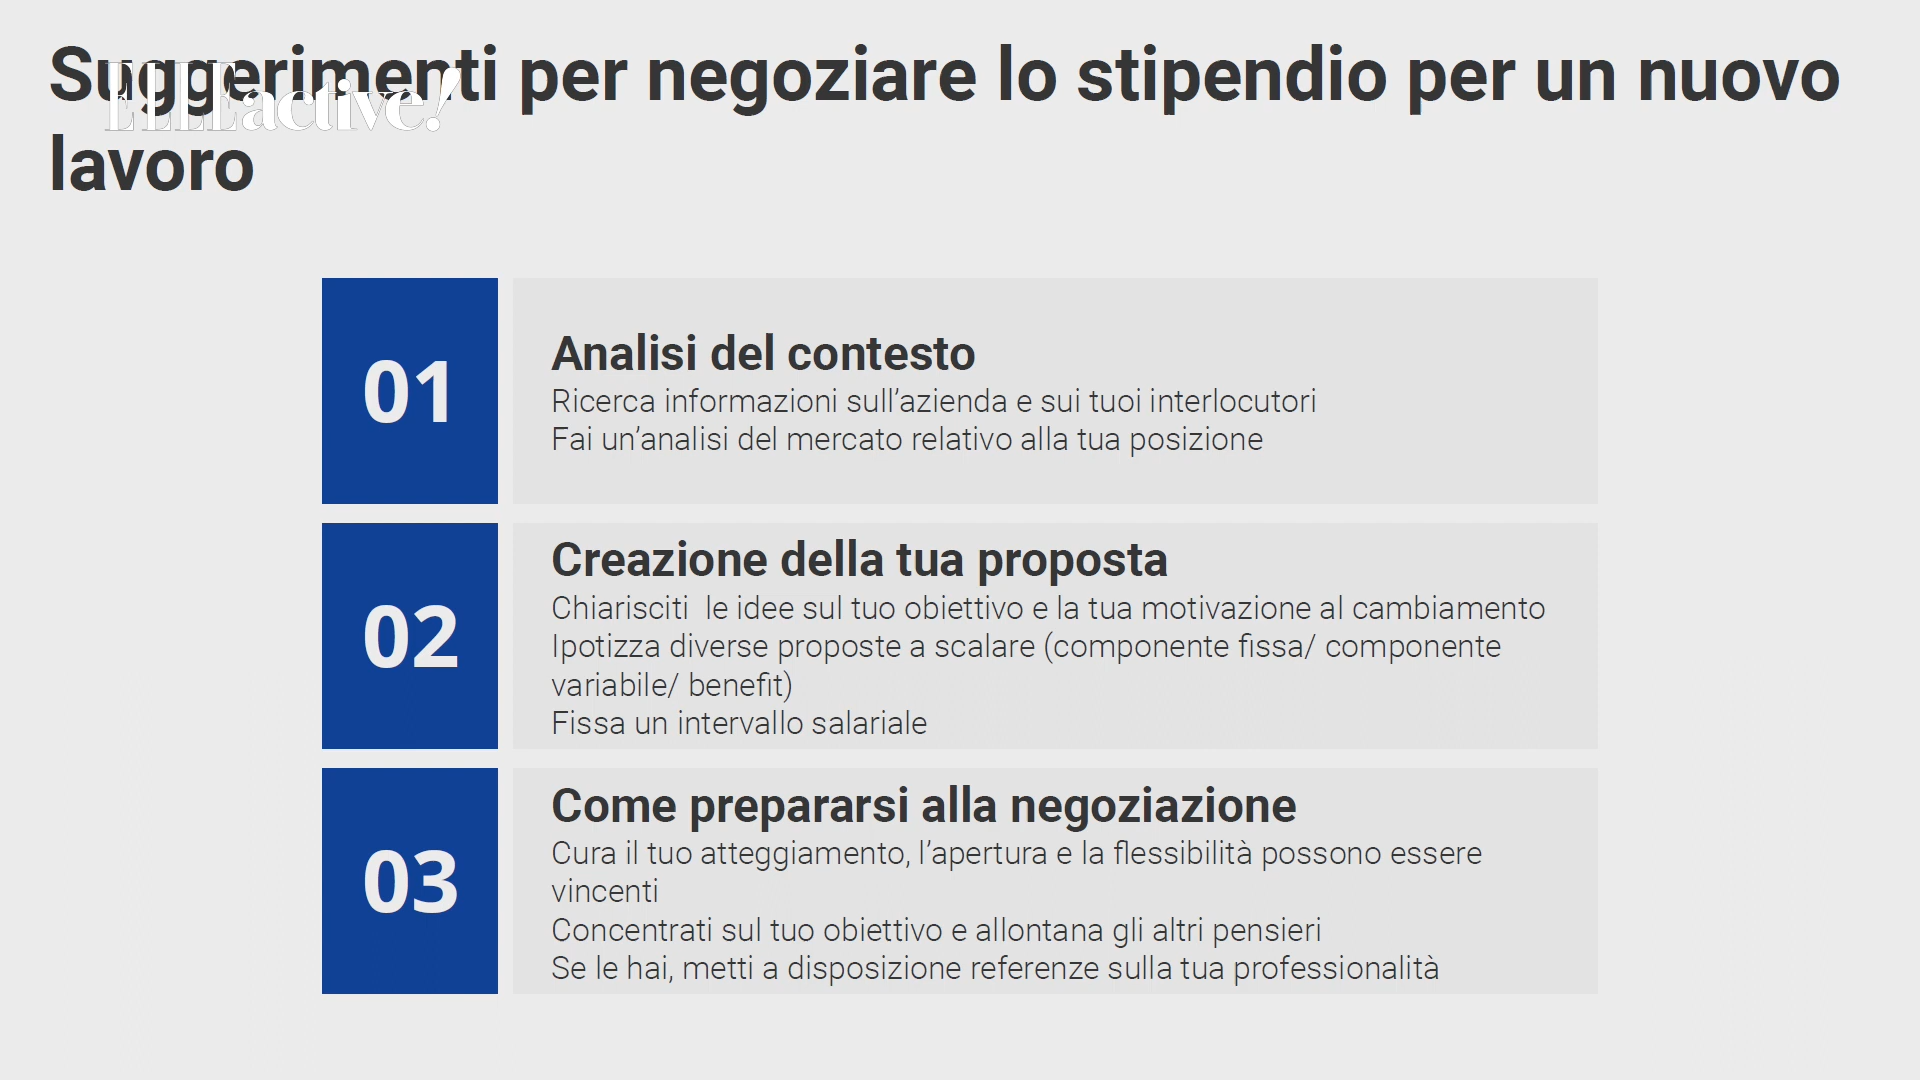 Suggerimenti per negoziare lo stipendio per un nuovo
lavoro
ELLE active!
01
Analisi del contesto
Ricerca informazioni sull’azienda e sui tuoi interlocutori
Fai un’analisi del mercato relativo alla tua posizione
02
Creazione della tua proposta
Chiarisciti  le idee sul tuo obiettivo e la tua motivazione al cambiamento
Ipotizza diverse proposte a scalare (componente fissa/ componente
variabile/ benefit)
Fissa un intervallo salariale
03
Come prepararsi alla negoziazione
Cura il tuo atteggiamento, l’apertura e la flessibilità possono essere
vincenti
Concentrati sul tuo obiettivo e allontana gli altri pensieri
Se le hai, metti a disposizione referenze sulla tua professionalità